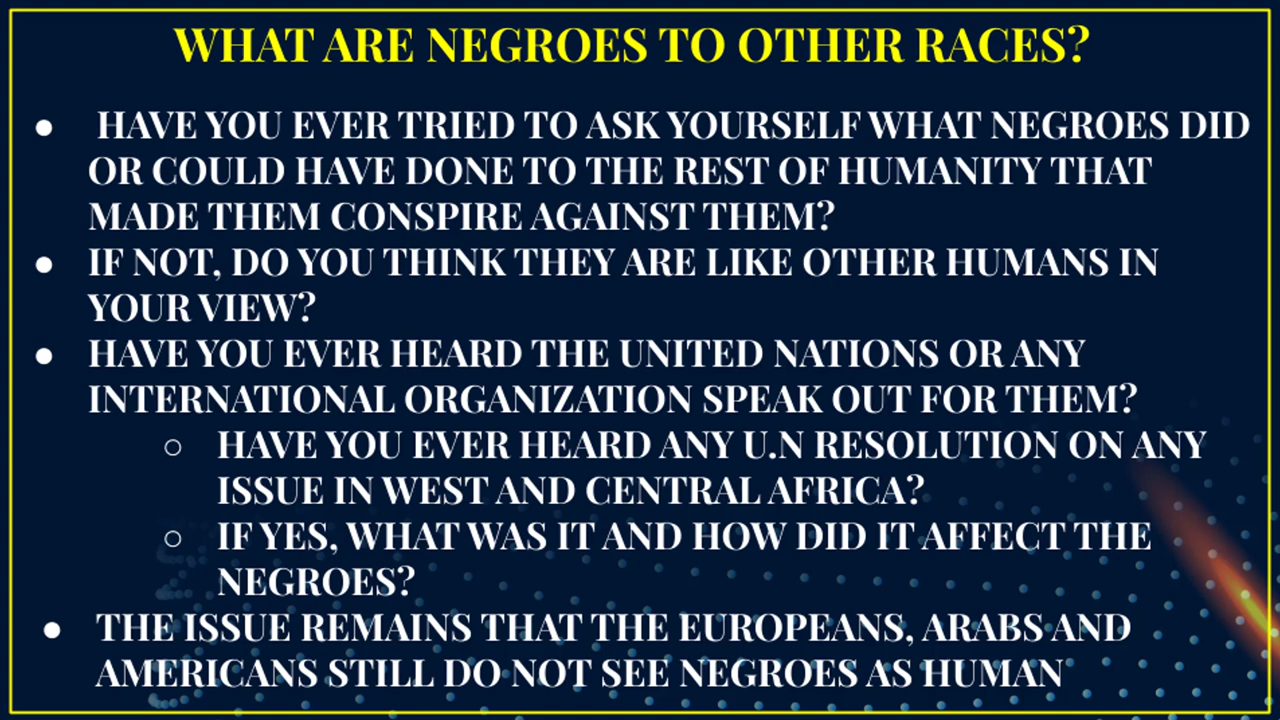 WHAT ARE NEGROES TO OTHER RACES?
● HAVE YOU EVER TRIED TO ASK YOURSELF WHAT NEGROES DID
OR COULD HAVE DONE TO THE REST OF HUMANITY THAT
MADE THEM CONSPIRE AGAINST THEM?
● IF NOT, DO YOU THINK THEY ARE LIKE OTHER HUMANS IN
YOUR VIEW?
● HAVE YOU EVER HEARD THE UNITED NATIONS OR ANY
INTERNATIONAL ORGANIZATION SPEAK OUT FOR THEM?
○ HAVE YOU EVER HEARD ANY U.N RESOLUTION ON ANY
ISSUE IN WEST AND CENTRAL AFRICA?
○ IF YES, WHAT WAS IT AND HOW DID IT AFFECT THE
NEGROES?
● THE ISSUE REMAINS THAT THE EUROPEANS, ARABS AND
AMERICANS STILL DO NOT SEE NEGROES AS HUMAN